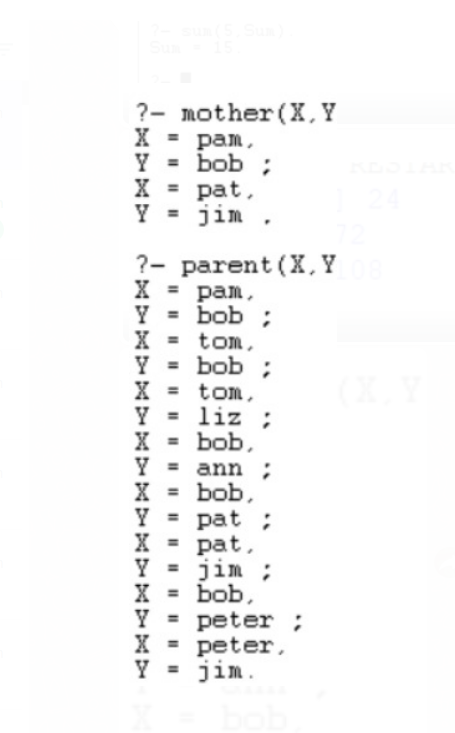 ?- sum(5,Sum)
Sum = 15
?-
?- mother(X,Y
X = pam,
Y = bob ;
X = pat,
Y = jim .
?- parent(X,Y
X = pam,
Y = bob ;
X = tom,
Y = bob ;
X = tom,
Y = liz ;
X = bob,
Y = ann ;
X = bob,
Y = pat ;
X = pat,
Y = jim ;
X = bob,
Y = peter ;
X = peter,
Y = jim.
24
72
108
(X,Y
X = bob.